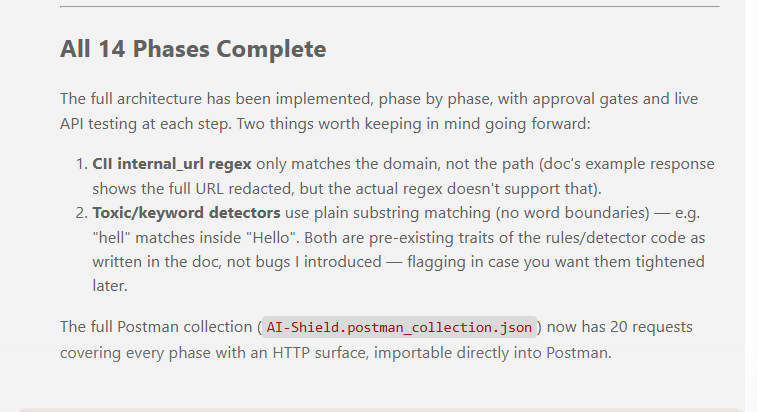 All 14 Phases Complete
The full architecture has been implemented, phase by phase, with approval gates and live
API testing at each step. Two things worth keeping in mind going forward:
1. CII internal_url regex only matches the domain, not the path (doc's example response
shows the full URL redacted, but the actual regex doesn't support that).
2. Toxic/keyword detectors use plain substring matching (no word boundaries) — e.g.
"hell" matches inside "Hello". Both are pre-existing traits of the rules/detector code as
written in the doc, not bugs I introduced — flagging in case you want them tightened
later.
The full Postman collection (AI-Shield.postman_collection.json) now has 20 requests
covering every phase with an HTTP surface, importable directly into Postman.